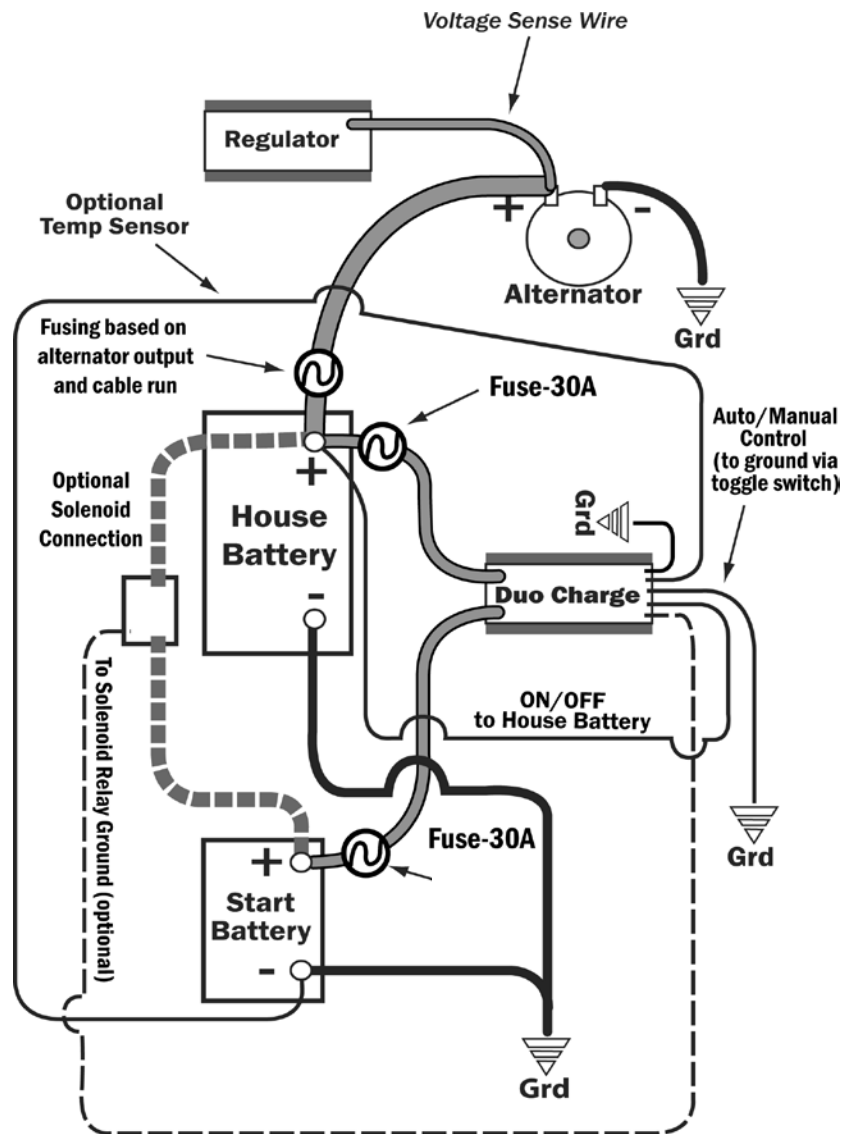 Voltage Sense Wire
Regulator
Optional
Temp Sensor
+
-
Alternator
Grd
Fusing based on
alternator output
and cable run
Fuse-30A
Auto/Manual
Control
(to ground via
toggle switch)
Optional
Solenoid
Connection
+
House
Battery
-
Grd
Duo Charge
ON/OFF
to House Battery
To Solenoid Relay Ground (optional)
Fuse-30A
Grd
+
Start
Battery
-
Grd